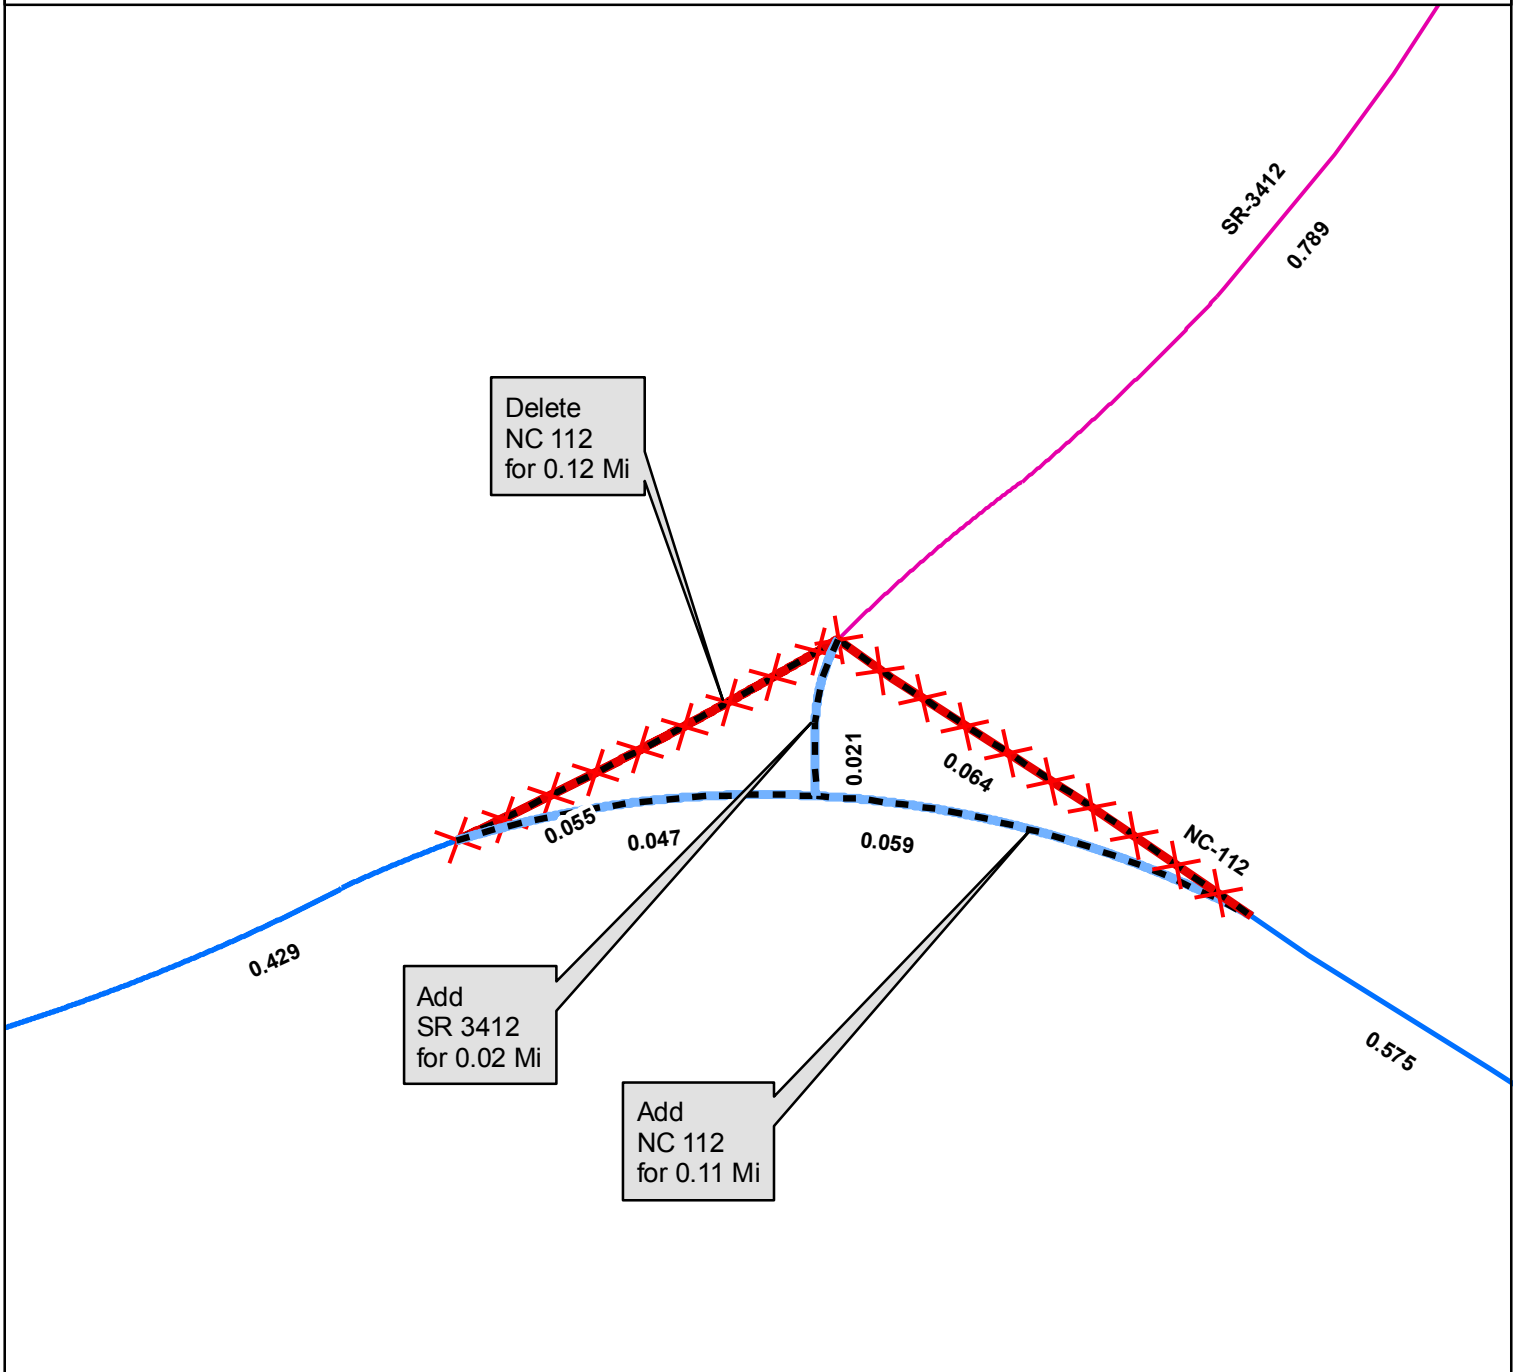 SR-3412
0.789
Delete
NC 112
for 0.12 Mi
0.021
0.064
0.055
0.047
0.059
NC-112
0.429
Add
SR 3412
for 0.02 Mi
0.575
Add
NC 112
for 0.11 Mi